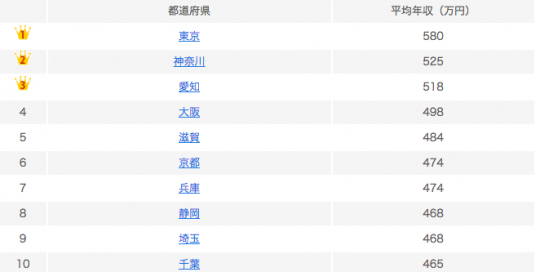 都道府県 平均年収（万円）
1 東京 580
2 神奈川 525
3 愛知 518
4 大阪 498
5 滋賀 484
6 京都 474
7 兵庫 474
8 静岡 468
9 埼玉 468
10 千葉 465